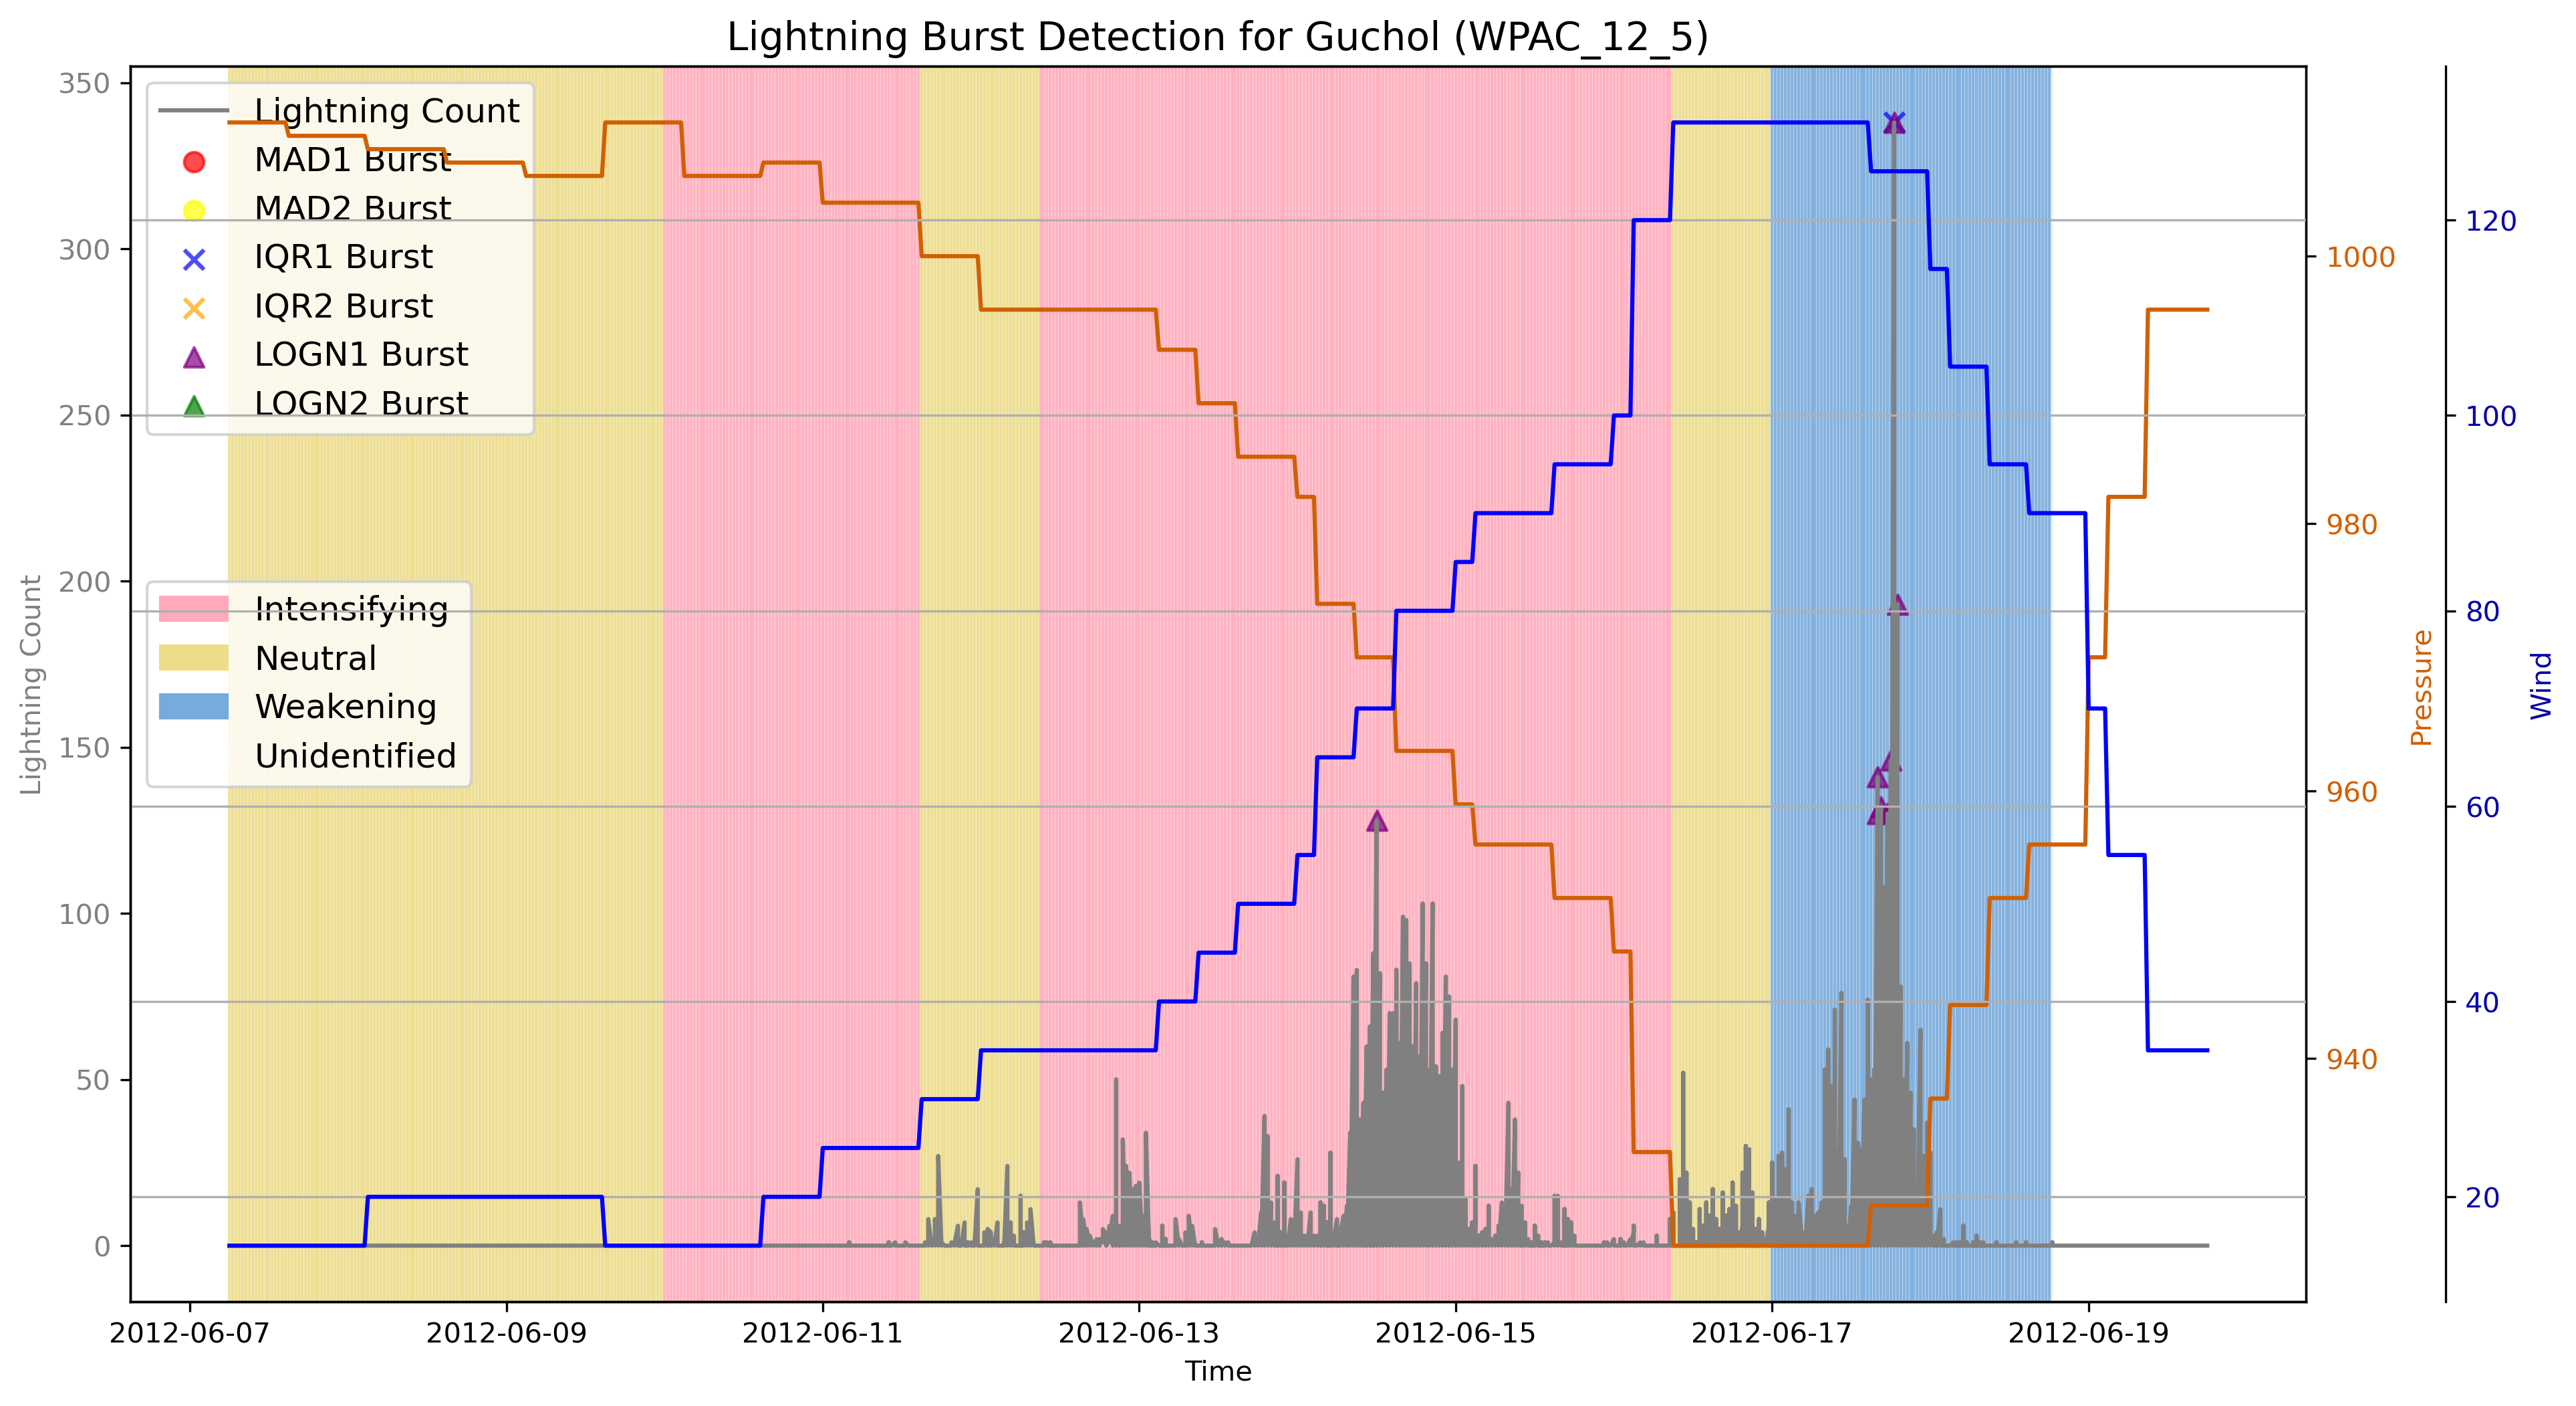 Lightning Burst Detection for Guchol (WPAC_12_5)
350
300
250
200
150
100
50
0
Lightning Count
Lightning Count
MAD1 Burst
MAD2 Burst
IQR1 Burst
IQR2 Burst
LOGN1 Burst
LOGN2 Burst
Intensifying
Neutral
Weakening
Unidentified
1000
980
960
940
Pressure
120
100
80
60
40
20
Wind
2012-06-07 2012-06-09 2012-06-11 2012-06-13 2012-06-15 2012-06-17 2012-06-19
Time